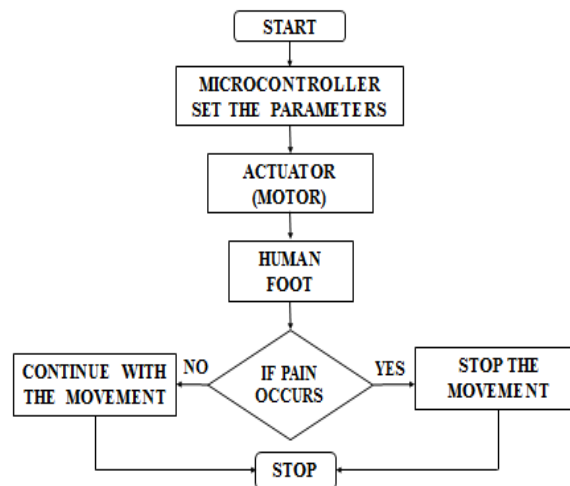 START
MICROCONTROLLER
SET THE PARAMETERS
ACTUATOR
(MOTOR)
HUMAN
FOOT
IF PAIN
OCCURS
NO
YES
CONTINUE WITH
THE MOVEMENT
STOP THE
MOVEMENT
STOP